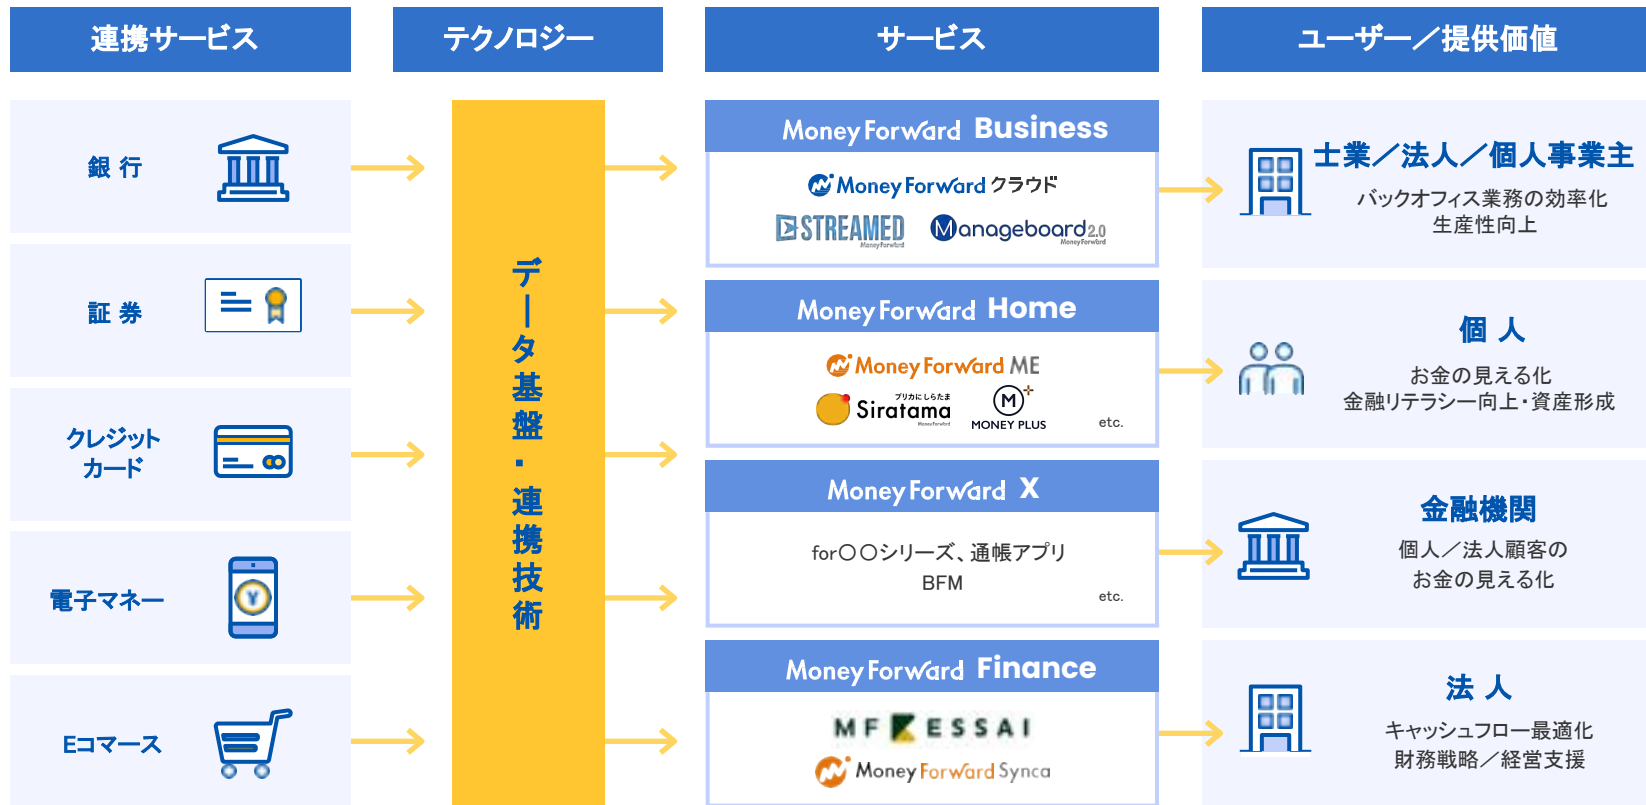 連携サービス
テクノロジー
サービス
ユーザー／提供価値
銀 行
証 券
クレジット
カード
電子マネー
¥
Eコマース
データ基盤・連携技術
Money Forward Business
Money Forward クラウド
STREAMED
Money Forward
Manageboard 2.0
Money Forward
Money Forward Home
Money Forward ME
プリカにしらたま
Siratama
Money Forward
M
MONEY PLUS
etc.
Money Forward X
for〇〇シリーズ、通帳アプリ
BFM
etc.
Money Forward Finance
MF KESSAI
Money Forward Synca
士業／法人／個人事業主
バックオフィス業務の効率化
生産性向上
個 人
お金の見える化
金融リテラシー向上・資産形成
金融機関
個人／法人顧客の
お金の見える化
法 人
キャッシュフロー最適化
財務戦略／経営支援